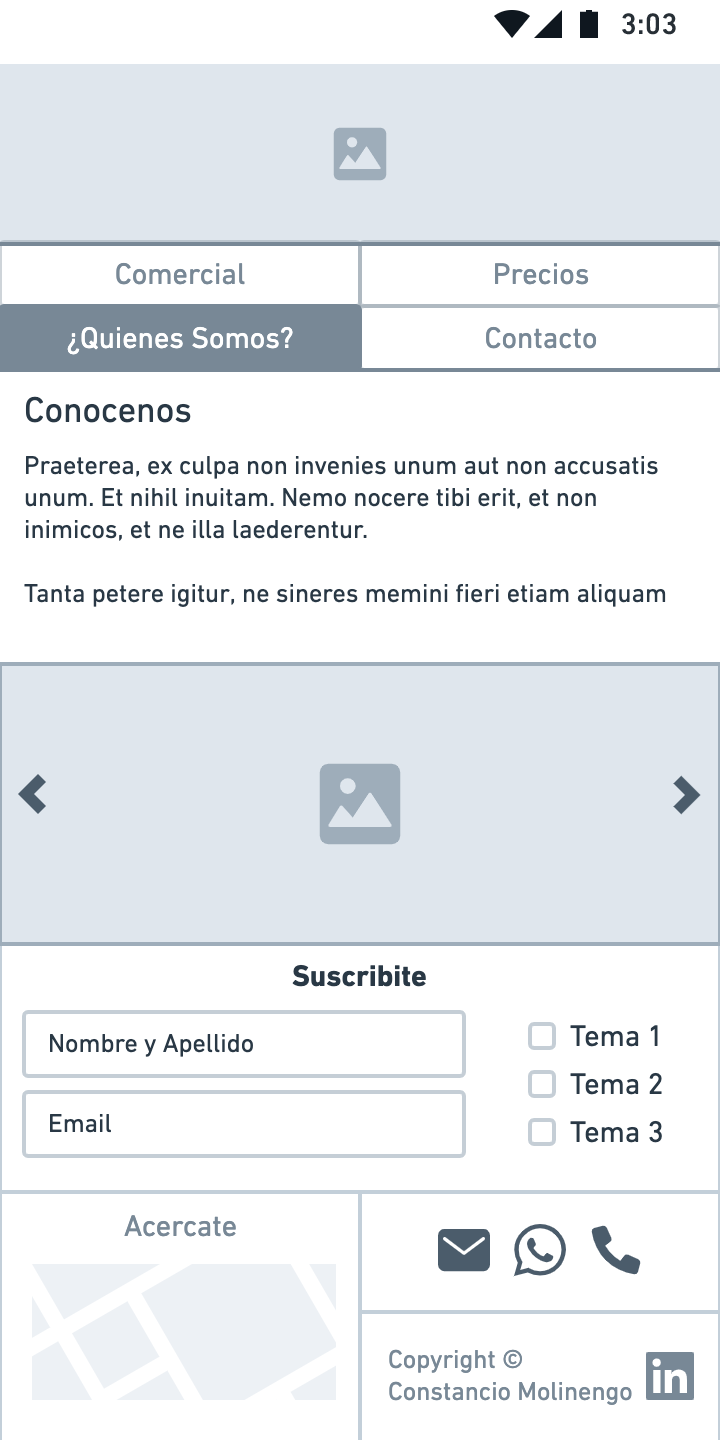 3:03
Comercial
Precios
¿Quienes Somos?
Contacto
Conocenos
Praeterea, ex culpa non invenies unum aut non accusatis
unum. Et nihil inuitam. Nemo nocere tibi erit, et non
inimicos, et ne illa laederentur.
Tanta petere igitur, ne sineres memini fieri etiam aliquam
Suscribite
Nombre y Apellido
Email
Tema 1
Tema 2
Tema 3
Acercate
Copyright ©
Constancio Molinengo
in